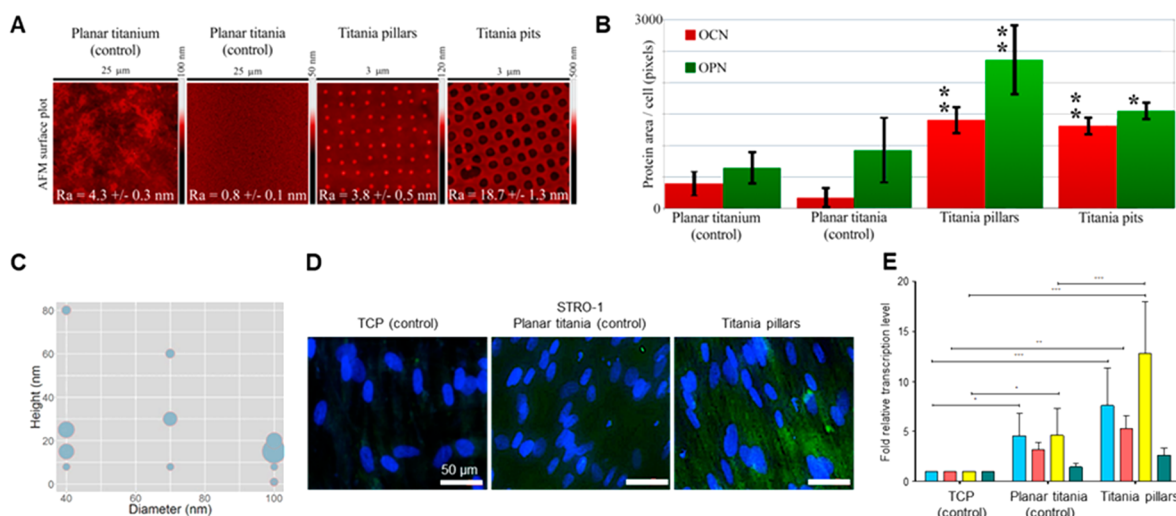 A
Planar titanium
(control)
Planar titania
(control)
Titania pillars
Titania pits
25 μm
25 μm
3 μm
3 μm
100 nm
50 nm
120 nm
500 nm
AFM surface plot
Ra = 4.3 +/- 0.3 nm
Ra = 0.8 +/- 0.1 nm
Ra = 3.8 +/- 0.5 nm
Ra = 18.7 +/- 1.3 nm
B
3000
0
Protein area / cell (pixels)
OCN
OPN
**
**
**
*
Planar titanium
(control)
Planar titania
(control)
Titania pillars
Titania pits
C
Height (nm)
80
60
40
20
0
40
60
80
100
Diameter (nm)
D
STRO-1
TCP (control)
Planar titania (control)
Titania pillars
50 μm
E
Fold relative transcription level
20
15
10
5
0
***
***
**
***
*
*
TCP
(control)
Planar titania
(control)
Titania pillars